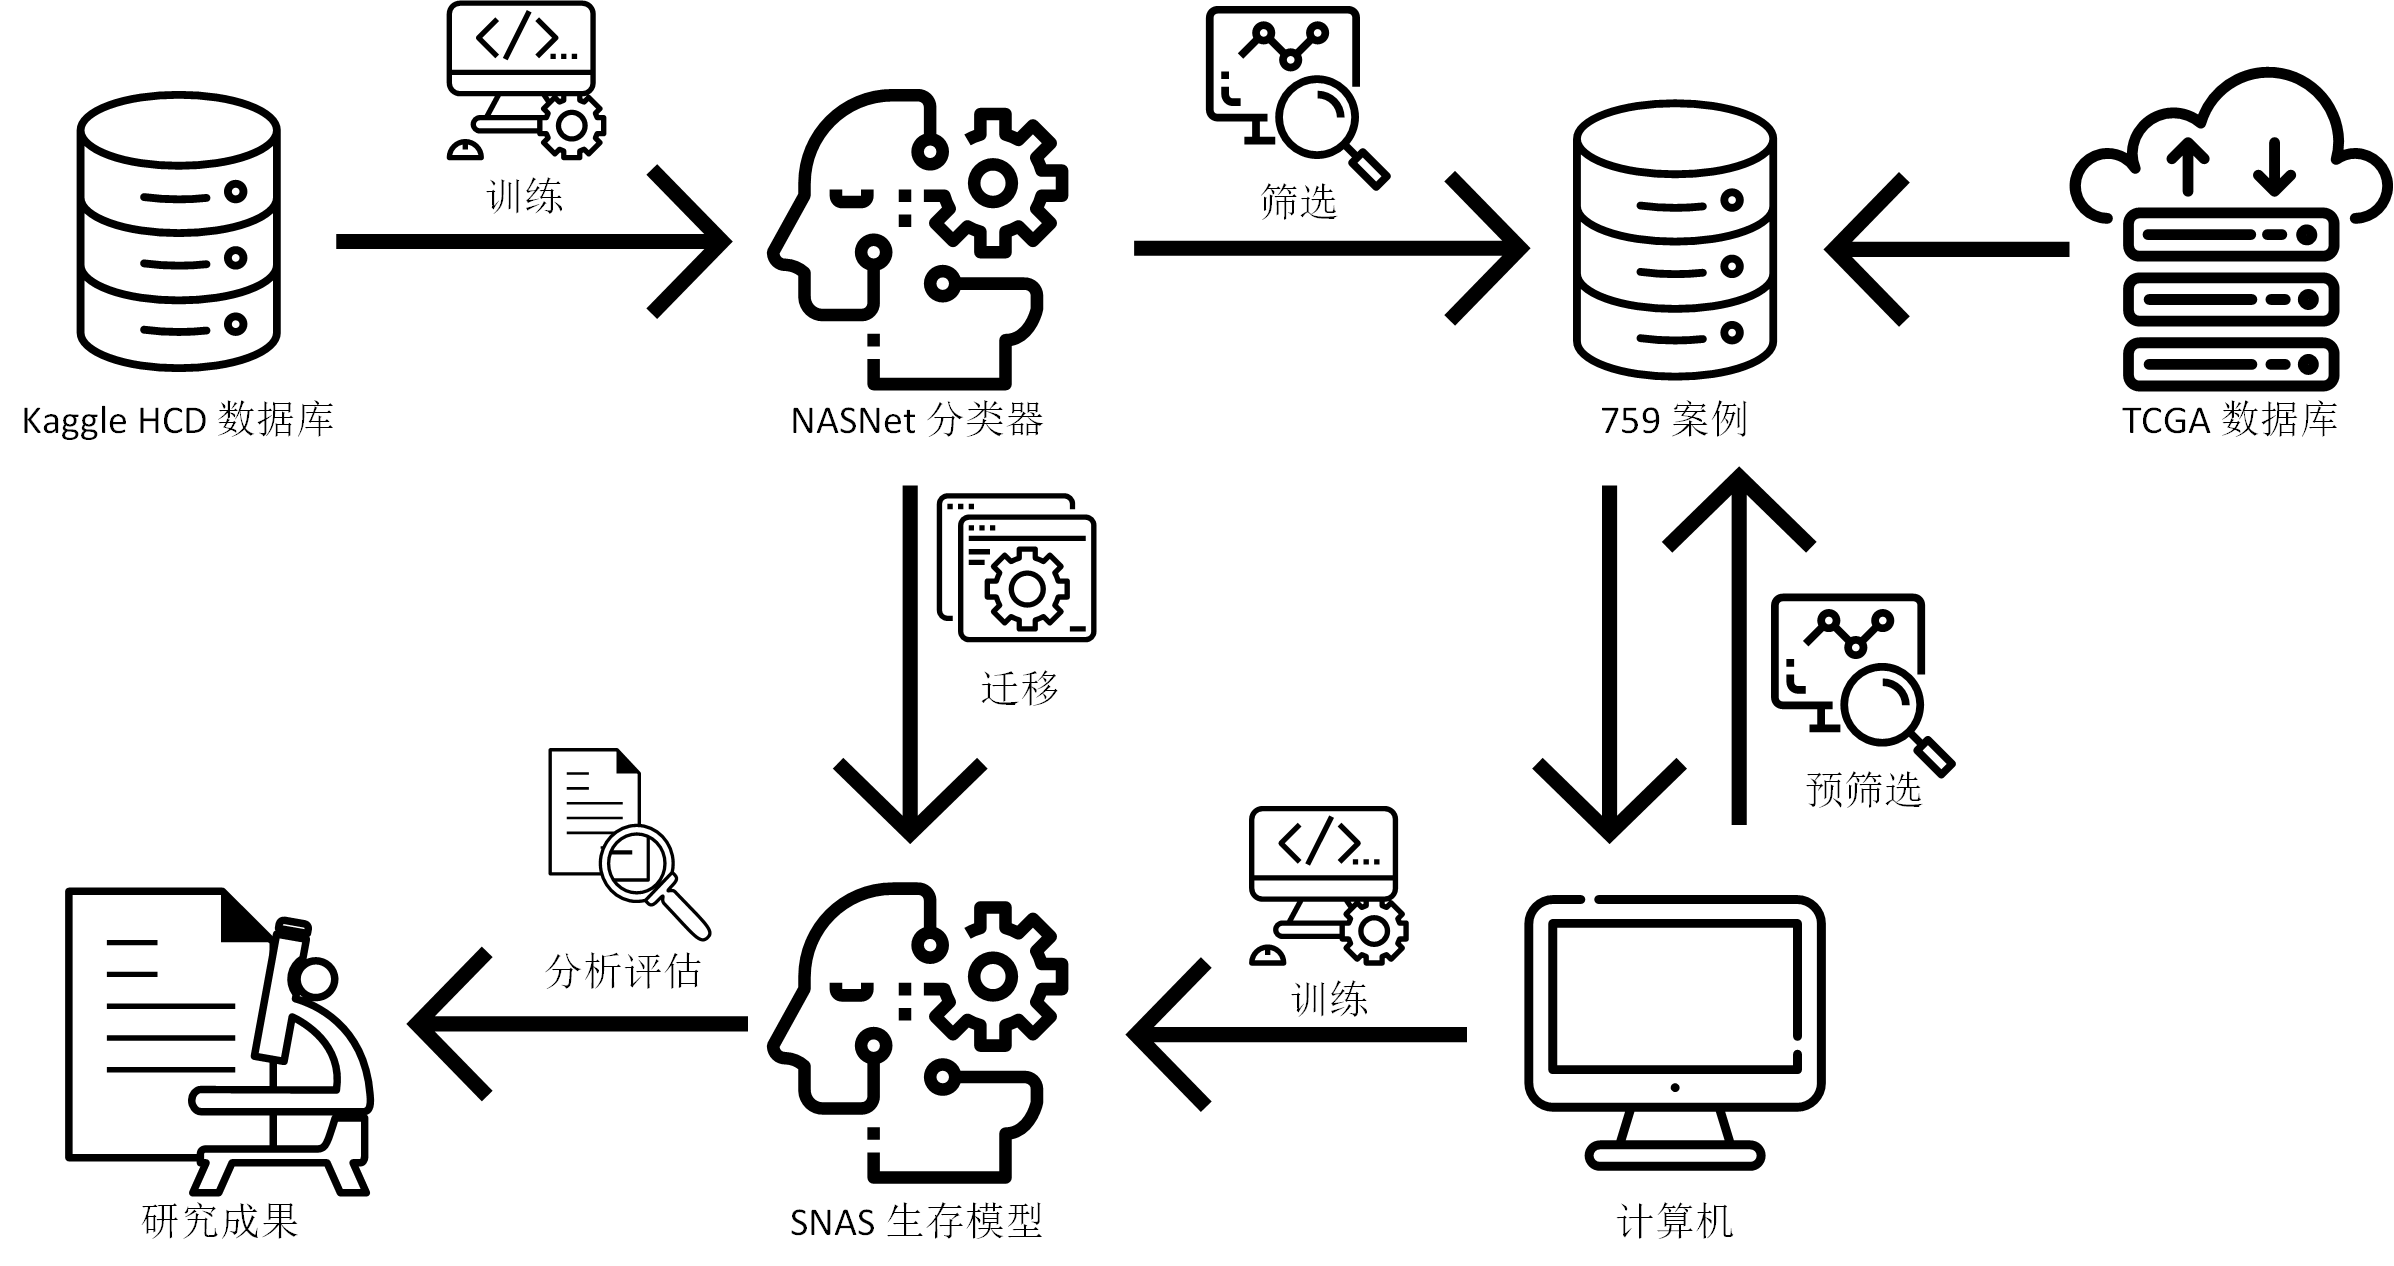 训练
筛选
Kaggle HCD 数据库
NASNet 分类器
759 案例
TCGA 数据库
迁移
预筛选
分析评估
训练
研究成果
SNAS 生存模型
计算机